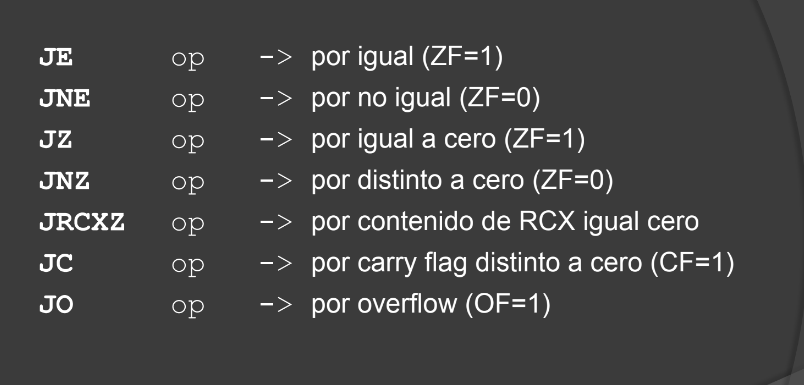 JE op -> por igual (ZF=1)
JNE op -> por no igual (ZF=0)
JZ op -> por igual a cero (ZF=1)
JNZ op -> por distinto a cero (ZF=0)
JRCXZ op -> por contenido de RCX igual cero
JC op -> por carry flag distinto a cero (CF=1)
JO op -> por overflow (OF=1)